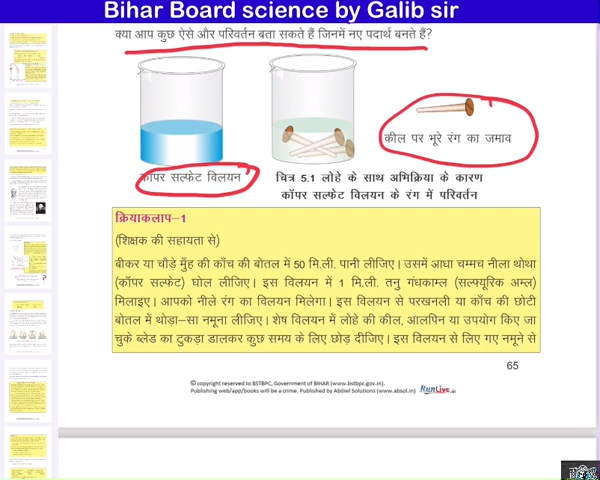 Bihar Board science by Galib sir
क्या आप कुछ ऐसे और परिवर्तन बता सकते हैं जिनमें नए पदार्थ बनते हैं?
कॉपर सल्फेट विलयन
कील पर भूरे रंग का जमाव
चित्र 5.1 लोहे के साथ अभिक्रिया के कारण
कॉपर सल्फेट विलयन के रंग में परिवर्तन
क्रियाकलाप-1
(शिक्षक की सहायता से)
बीकर या चौड़े मुँह की काँच की बोतल में 50 मि.ली. पानी लीजिए। उसमें आधा चम्मच नीला थोथा
(कॉपर सल्फेट) घोल लीजिए। इस विलयन में 1 मि.ली. तनु गंधकाम्ल (सल्फ्यूरिक अम्ल)
मिलाइए। आपको नीले रंग का विलयन मिलेगा। इस विलयन से परखनली या काँच की छोटी
बोतल में थोड़ा-सा नमूना लीजिए। शेष विलयन में लोहे की कील, आलपिन या उपयोग किए जा
चुके ब्लेड का टुकड़ा डालकर कुछ समय के लिए छोड़ दीजिए। इस विलयन से लिए गए नमूने से
65
© copyright reserved to BSTBPC, Government of BIHAR (www.bstbpc.gov.in).
Publishing web/app/books will be a crime. Published by Abdiel Solutions (www.absol.in)
RunLive.ai